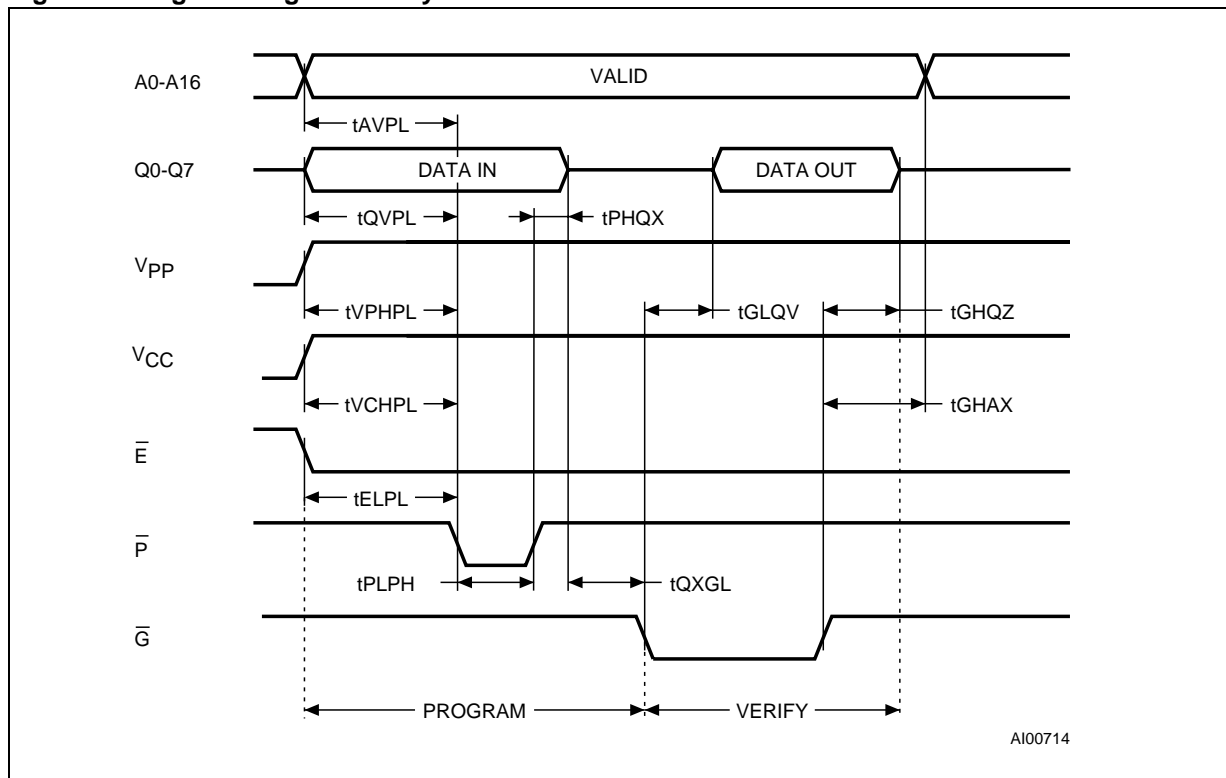 A0-A16
VALID
tAVPL
Q0-Q7
DATA IN
DATA OUT
tQVPL
tPHQX
VPP
tVPHPL
tGLQV
tGHQZ
VCC
tVCHPL
tGHAX
E̅
tELPL
P̅
tPLPH
tQXGL
G̅
PROGRAM
VERIFY
AI00714